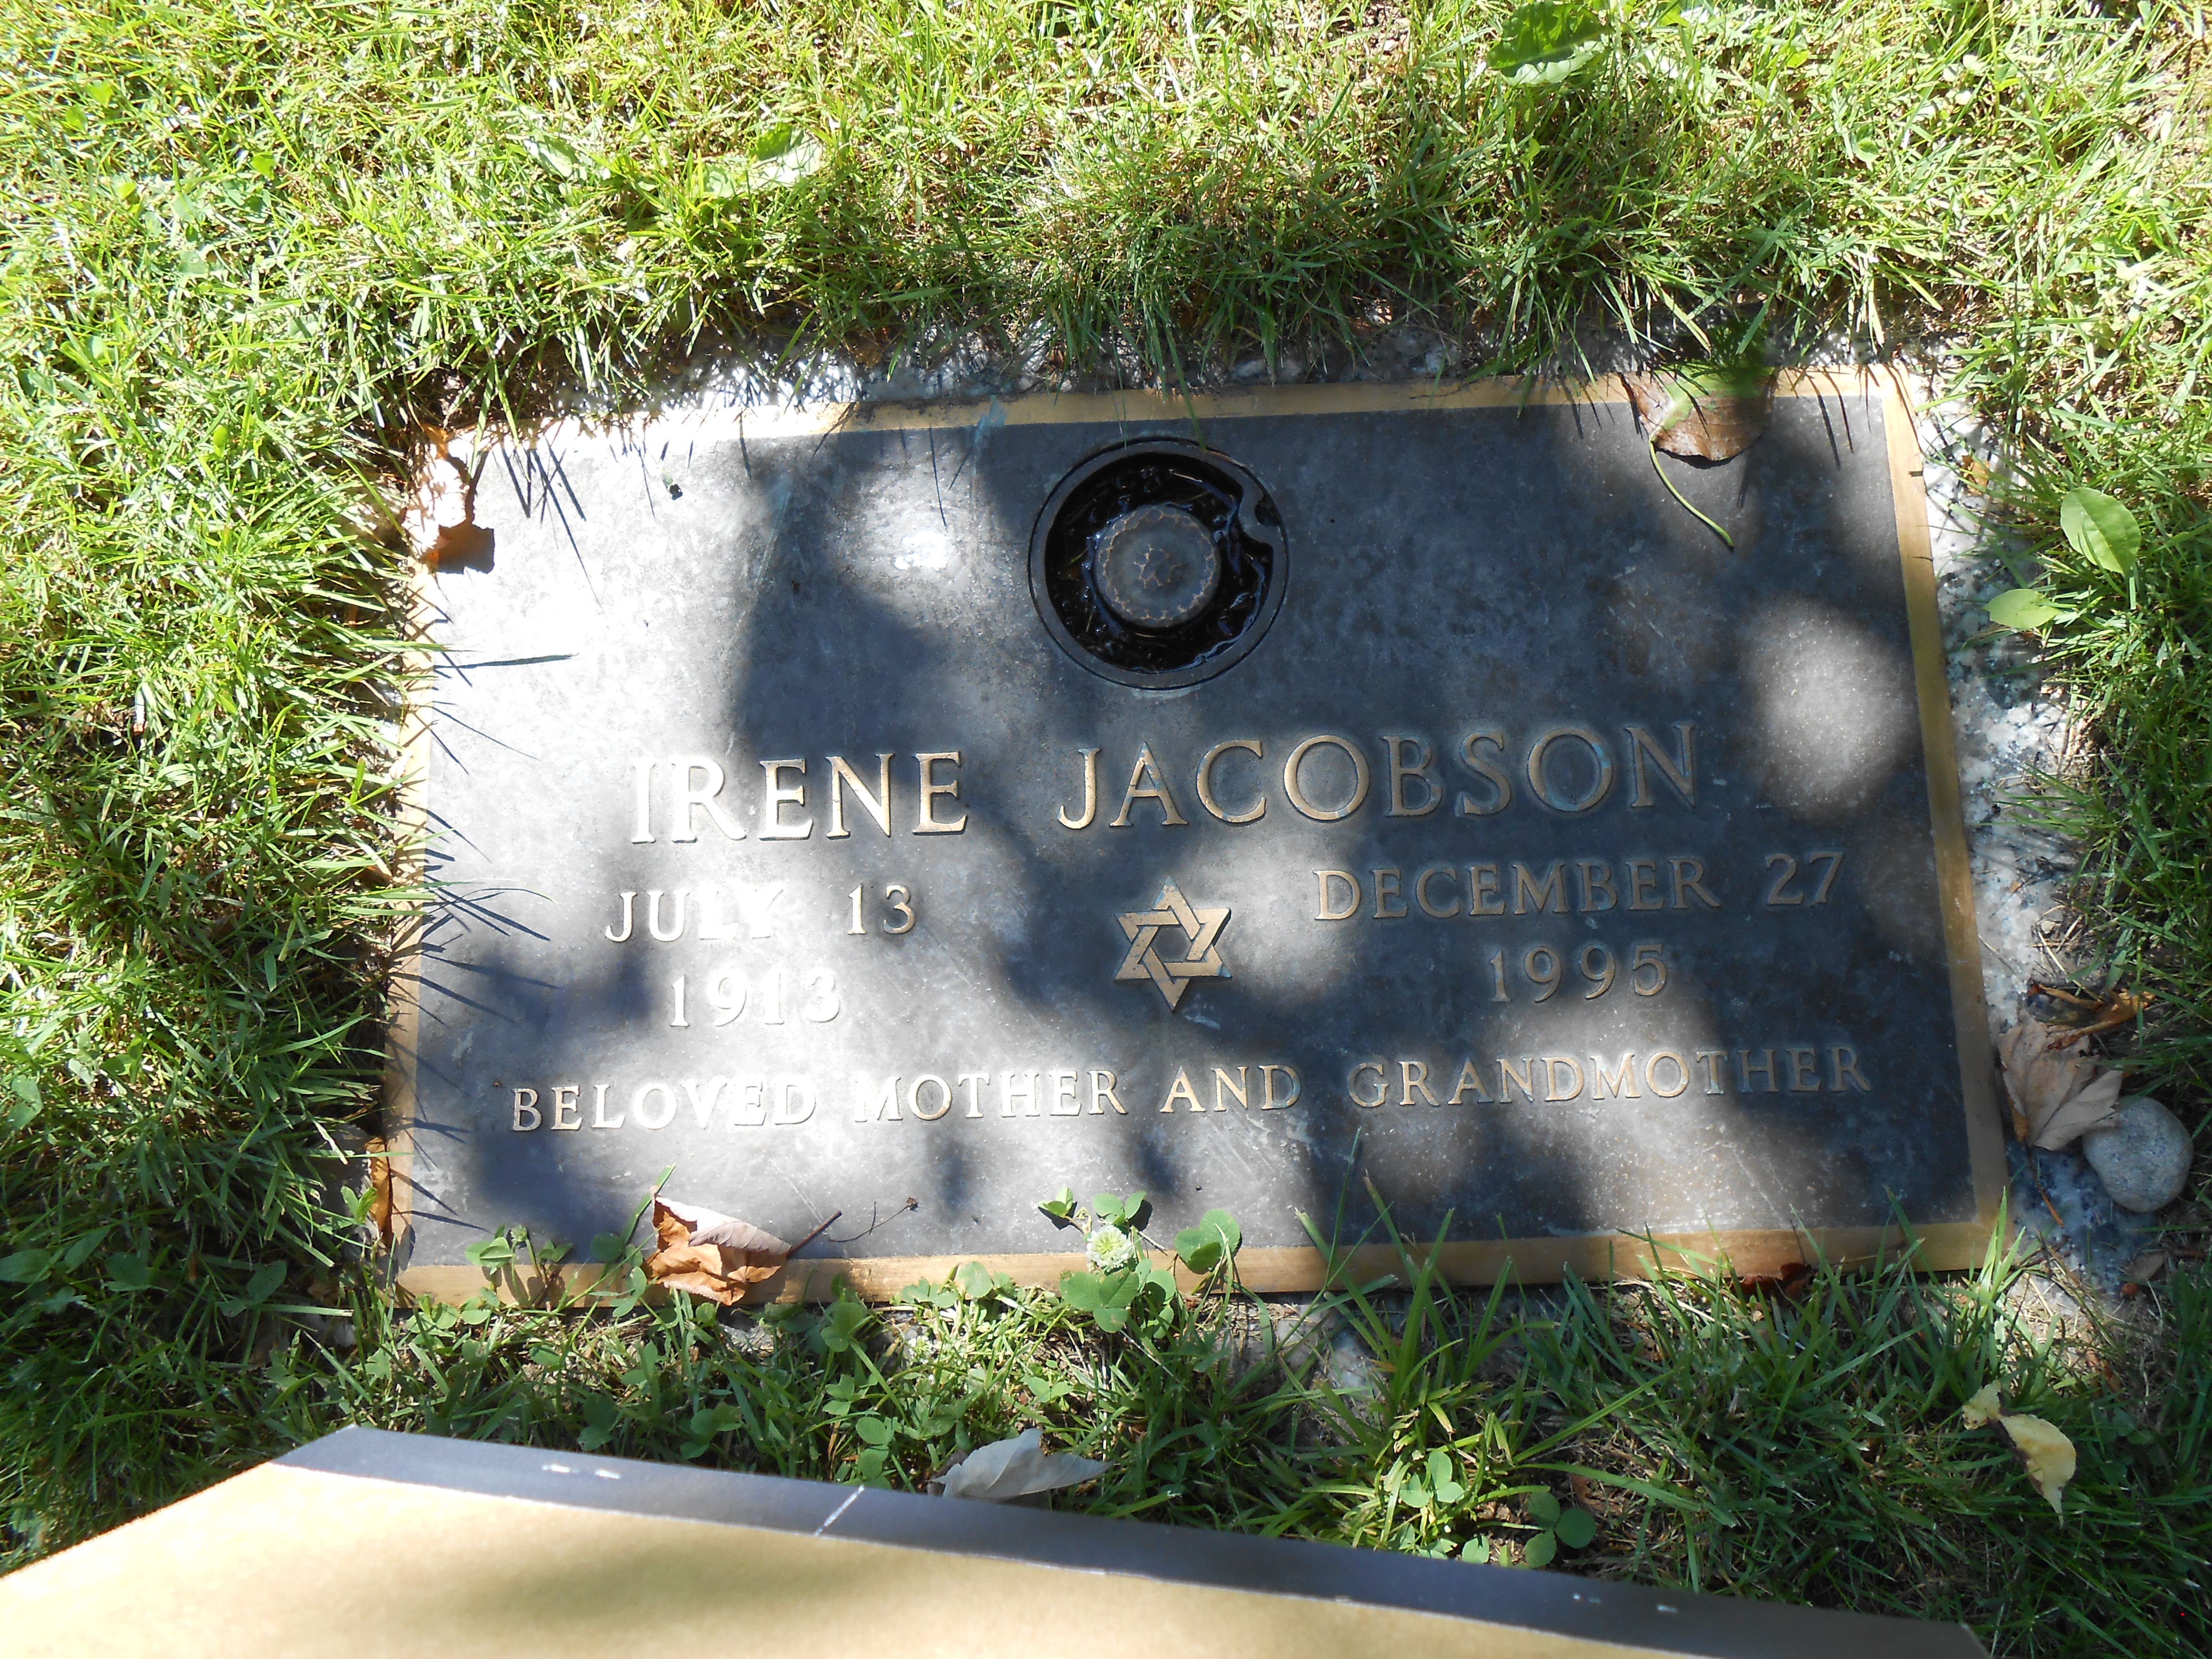 IRENE JACOBSON
JULY 13
1913
DECEMBER 27
1995
BELOVED MOTHER AND GRANDMOTHER